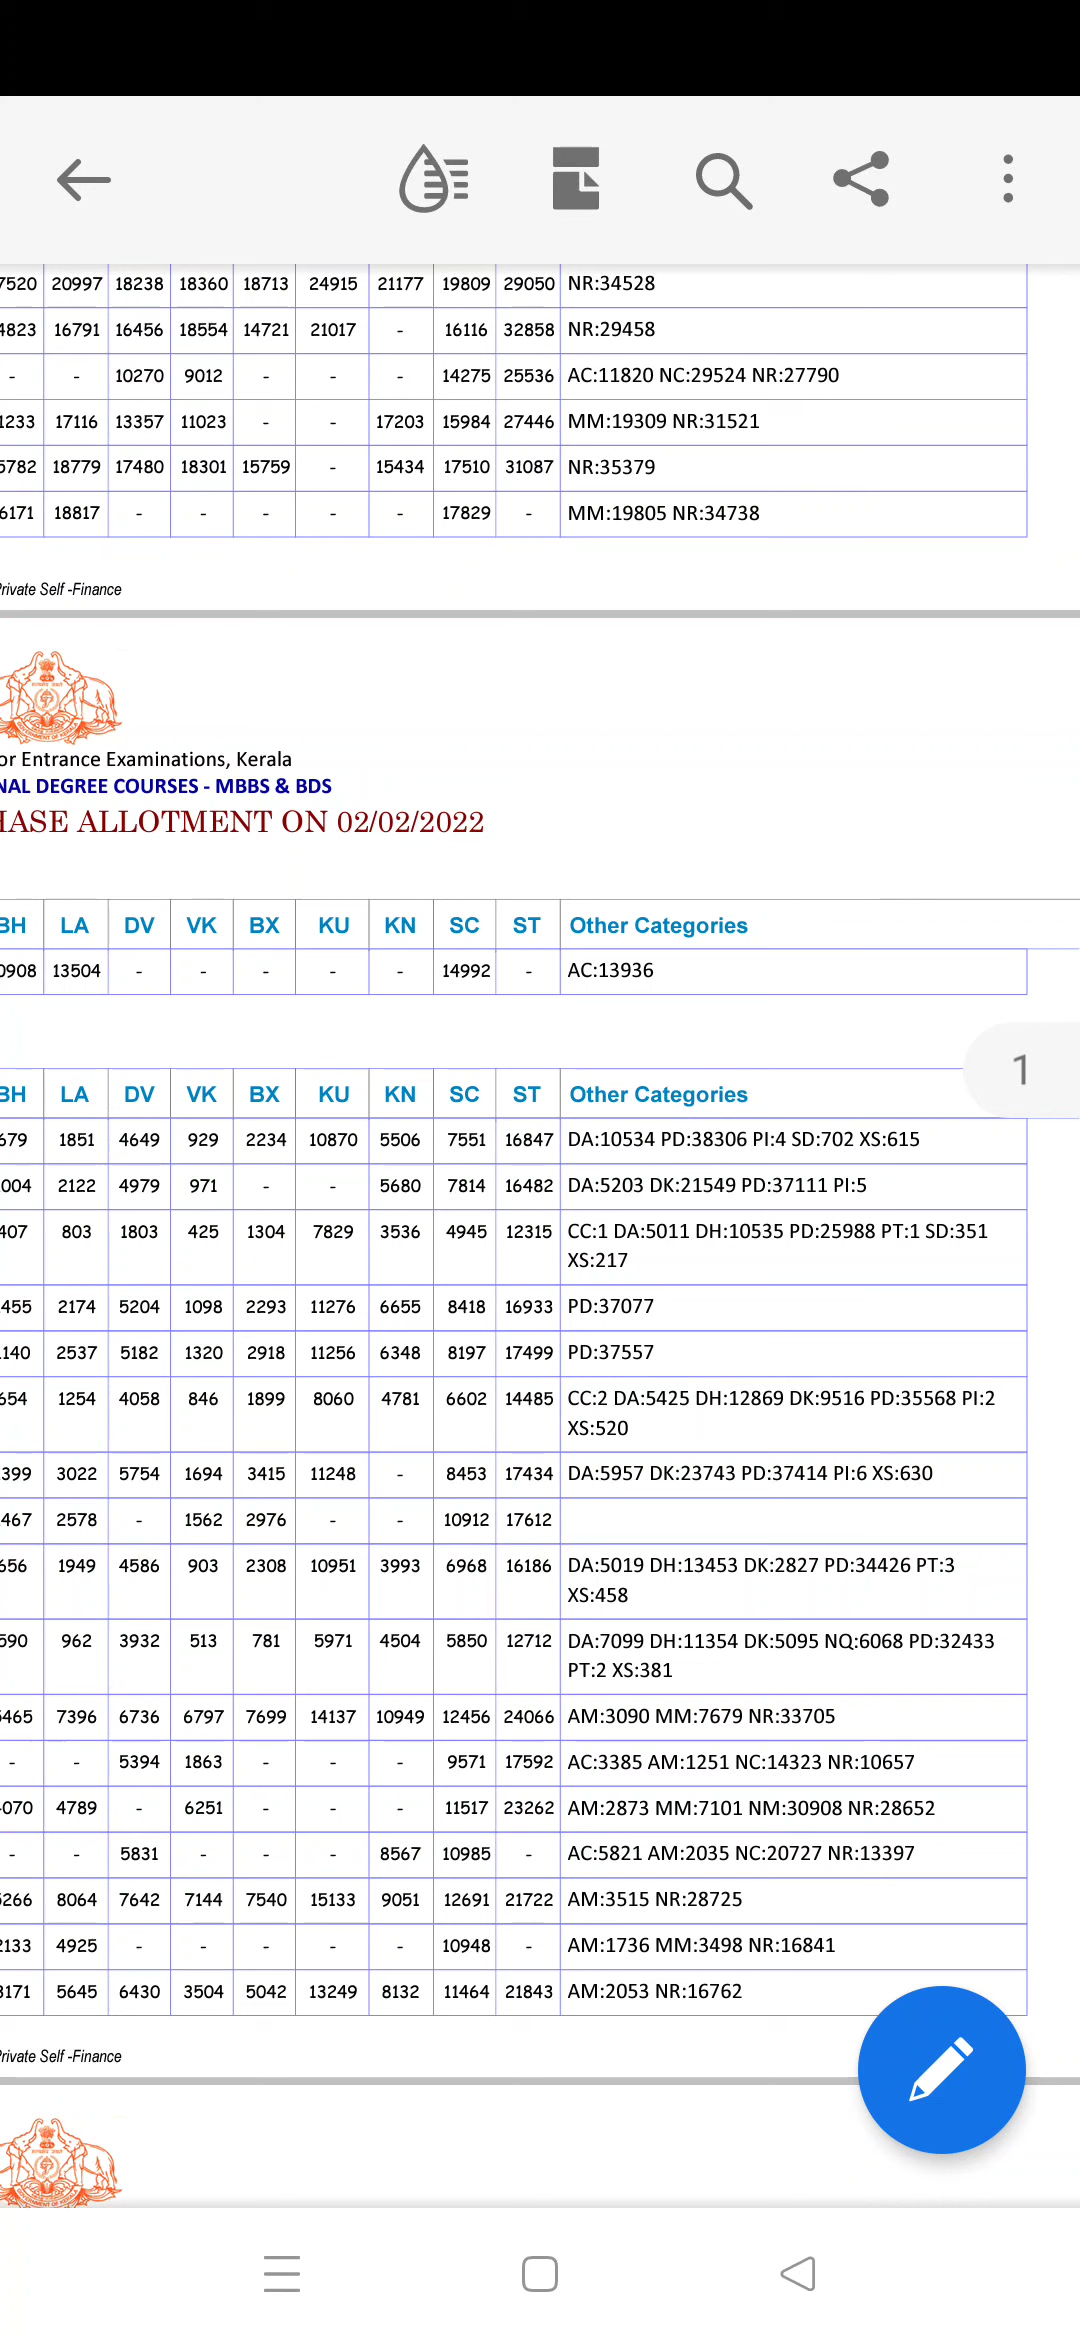 7520 20997 18238 18360 18713 24915 21177 19809 29050 NR:34528
4823 16791 16456 18554 14721 21017 - 16116 32858 NR:29458
- - 10270 9012 - - - 14275 25536 AC:11820 NC:29524 NR:27790
1233 17116 13357 11023 - - 17203 15984 27446 MM:19309 NR:31521
5782 18779 17480 18301 15759 - 15434 17510 31087 NR:35379
6171 18817 - - - - - 17829 - MM:19805 NR:34738
Private Self -Finance
or Entrance Examinations, Kerala
NAL DEGREE COURSES - MBBS & BDS
HASE ALLOTMENT ON 02/02/2022
BH LA DV VK BX KU KN SC ST Other Categories
0908 13504 - - - - - 14992 - AC:13936
1
BH LA DV VK BX KU KN SC ST Other Categories
679 1851 4649 929 2234 10870 5506 7551 16847 DA:10534 PD:38306 PI:4 SD:702 XS:615
004 2122 4979 971 - - 5680 7814 16482 DA:5203 DK:21549 PD:37111 PI:5
407 803 1803 425 1304 7829 3536 4945 12315 CC:1 DA:5011 DH:10535 PD:25988 PT:1 SD:351
XS:217
455 2174 5204 1098 2293 11276 6655 8418 16933 PD:37077
140 2537 5182 1320 2918 11256 6348 8197 17499 PD:37557
654 1254 4058 846 1899 8060 4781 6602 14485 CC:2 DA:5425 DH:12869 DK:9516 PD:35568 PI:2
XS:520
399 3022 5754 1694 3415 11248 - 8453 17434 DA:5957 DK:23743 PD:37414 PI:6 XS:630
467 2578 - 1562 2976 - - 10912 17612
656 1949 4586 903 2308 10951 3993 6968 16186 DA:5019 DH:13453 DK:2827 PD:34426 PT:3
XS:458
590 962 3932 513 781 5971 4504 5850 12712 DA:7099 DH:11354 DK:5095 NQ:6068 PD:32433
PT:2 XS:381
5465 7396 6736 6797 7699 14137 10949 12456 24066 AM:3090 MM:7679 NR:33705
- - 5394 1863 - - - 9571 17592 AC:3385 AM:1251 NC:14323 NR:10657
070 4789 - 6251 - - - 11517 23262 AM:2873 MM:7101 NM:30908 NR:28652
- - 5831 - - - 8567 10985 - AC:5821 AM:2035 NC:20727 NR:13397
5266 8064 7642 7144 7540 15133 9051 12691 21722 AM:3515 NR:28725
2133 4925 - - - - - 10948 - AM:1736 MM:3498 NR:16841
3171 5645 6430 3504 5042 13249 8132 11464 21843 AM:2053 NR:16762
Private Self -Finance